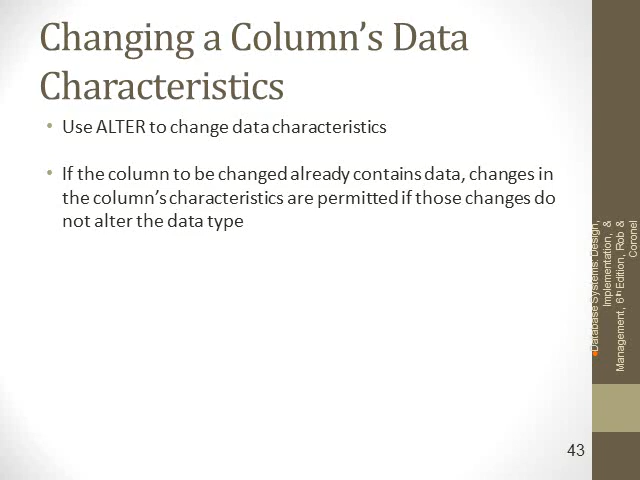 Changing a Column's Data
Characteristics
• Use ALTER to change data characteristics
• If the column to be changed already contains data, changes in
the column's characteristics are permitted if those changes do
not alter the data type
Database Systems: Design,
Implementation, &
Management, 6th Edition, Rob &
Coronel
43